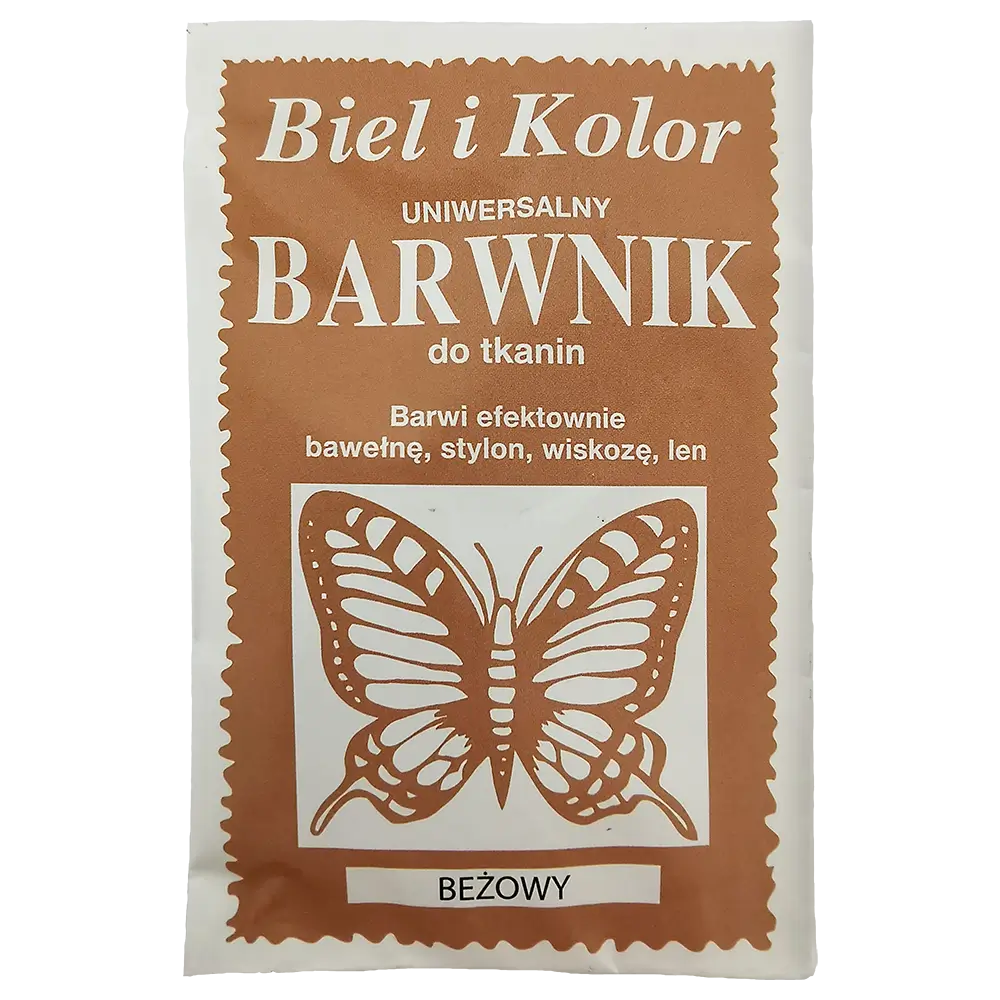 Biel i Kolor
UNIWERSALNY
BARWNIK
do tkanin
Barwi efektownie
bawełnę, stylon, wiskozę, len
BEŻOWY